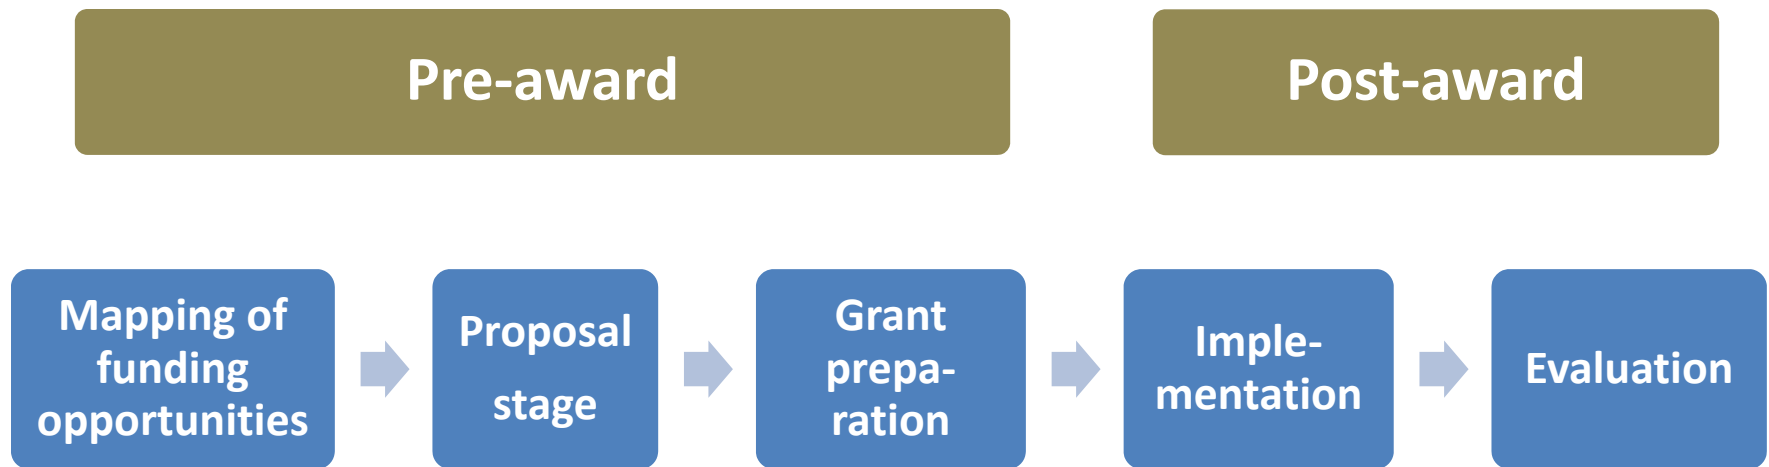 Pre-award
Post-award
Mapping of
funding
opportunities
Proposal
stage
Grant
prepa-
ration
Imple-
mentation
Evaluation